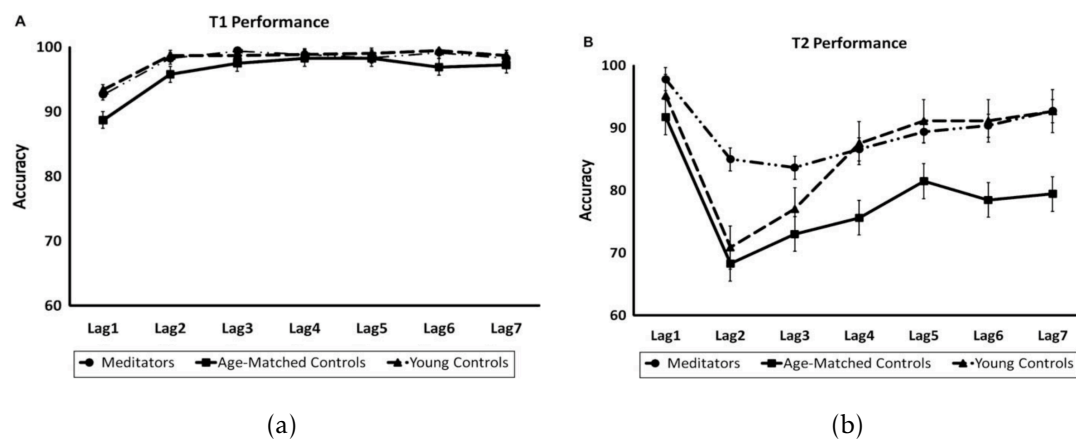 A
T1 Performance
100
90
80
70
60
Accuracy
Lag1 Lag2 Lag3 Lag4 Lag5 Lag6 Lag7
Meditators Age-Matched Controls Young Controls
(a)
B
T2 Performance
100
90
80
70
60
Accuracy
Lag1 Lag2 Lag3 Lag4 Lag5 Lag6 Lag7
Meditators Age-Matched Controls Young Controls
(b)